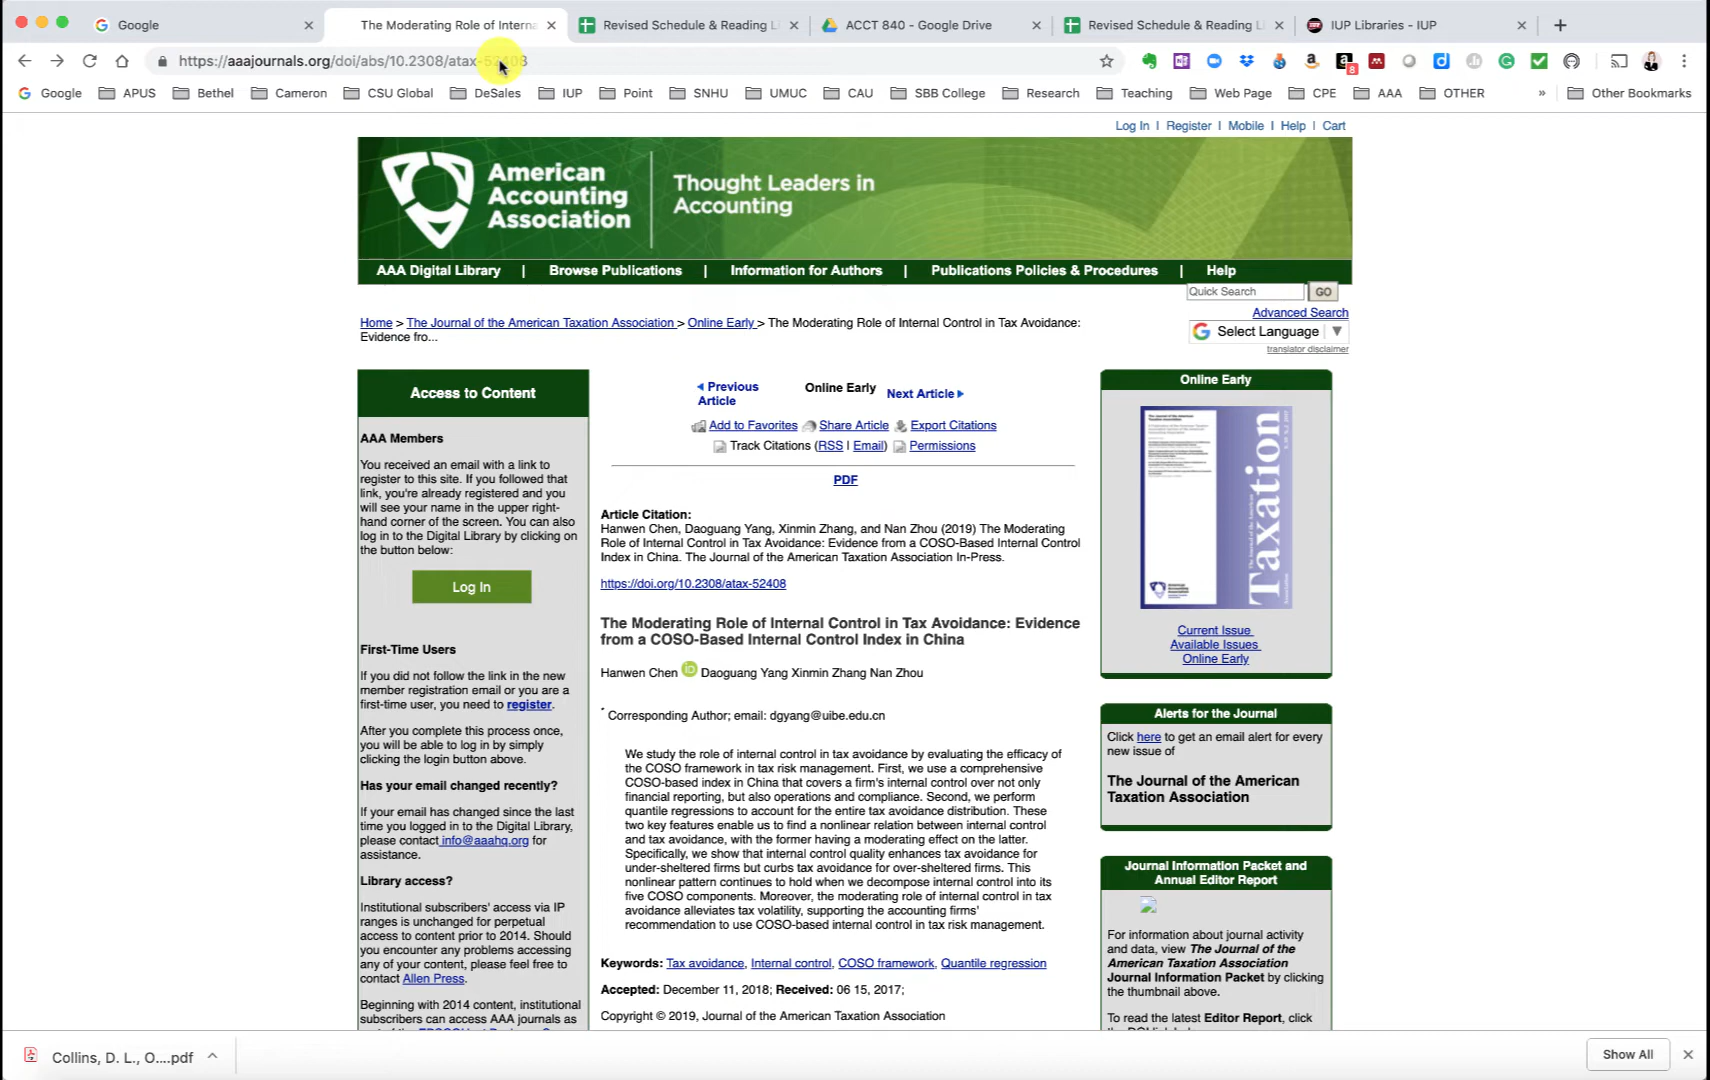 Google
The Moderating Role of Interna
Revised Schedule & Reading L
ACCT 840 - Google Drive
Revised Schedule & Reading L
IUP Libraries - IUP
https://aaajournals.org/doi/abs/10.2308/atax-52408
8
Google
APUS
Bethel
Cameron
CSU Global
DeSales
IUP
Point
SNHU
UMUC
CAU
SBB College
Research
Teaching
Web Page
CPE
AAA
OTHER
»
Other Bookmarks
Log In | Register | Mobile | Help | Cart
American
Accounting
Association
Thought Leaders in
Accounting
AAA Digital Library | Browse Publications | Information for Authors | Publications Policies & Procedures | Help
Quick Search GO
Advanced Search
Select Language
translator disclaimer
Home > The Journal of the American Taxation Association > Online Early > The Moderating Role of Internal Control in Tax Avoidance:
Evidence fro...
Access to Content
AAA Members
You received an email with a link to
register to this site. If you followed that
link, you're already registered and you
will see your name in the upper right-
hand corner of the screen. You can also
log in to the Digital Library by clicking on
the button below:
Log In
First-Time Users
If you did not follow the link in the new
member registration email or you are a
first-time user, you need to register.
After you complete this process once,
you will be able to log in by simply
clicking the login button above.
Has your email changed recently?
If your email has changed since the last
time you logged in to the Digital Library,
please contact info@aaahq.org for
assistance.
Library access?
Institutional subscribers' access via IP
ranges is unchanged for perpetual
access to content prior to 2014. Should
you encounter any problems accessing
any of your content, please feel free to
contact Allen Press.
Beginning with 2014 content, institutional
subscribers can access AAA journals as
Previous
Article
Online Early
Next Article
Add to Favorites Share Article Export Citations
Track Citations (RSS | Email) Permissions
PDF
Article Citation:
Hanwen Chen, Daoguang Yang, Xinmin Zhang, and Nan Zhou (2019) The Moderating
Role of Internal Control in Tax Avoidance: Evidence from a COSO-Based Internal Control
Index in China. The Journal of the American Taxation Association In-Press.
https://doi.org/10.2308/atax-52408
The Moderating Role of Internal Control in Tax Avoidance: Evidence
from a COSO-Based Internal Control Index in China
Hanwen Chen iD Daoguang Yang Xinmin Zhang Nan Zhou
* Corresponding Author; email: dgyang@uibe.edu.cn
We study the role of internal control in tax avoidance by evaluating the efficacy of
the COSO framework in tax risk management. First, we use a comprehensive
COSO-based index in China that covers a firm's internal control over not only
financial reporting, but also operations and compliance. Second, we perform
quantile regressions to account for the entire tax avoidance distribution. These
two key features enable us to find a nonlinear relation between internal control
and tax avoidance, with the former having a moderating effect on the latter.
Specifically, we show that internal control quality enhances tax avoidance for
under-sheltered firms but curbs tax avoidance for over-sheltered firms. This
nonlinear pattern continues to hold when we decompose internal control into its
five COSO components. Moreover, the moderating role of internal control in tax
avoidance alleviates tax volatility, supporting the accounting firms'
recommendation to use COSO-based internal control in tax risk management.
Keywords: Tax avoidance, Internal control, COSO framework, Quantile regression
Accepted: December 11, 2018; Received: 06 15, 2017;
Copyright © 2019, Journal of the American Taxation Association
Online Early
Taxation
Current Issue
Available Issues
Online Early
Alerts for the Journal
Click here to get an email alert for every
new issue of
The Journal of the American
Taxation Association
Journal Information Packet and
Annual Editor Report
For information about journal activity
and data, view The Journal of the
American Taxation Association
Journal Information Packet by clicking
the thumbnail above.
To read the latest Editor Report, click
Collins, D. L., O....pdf
Show All